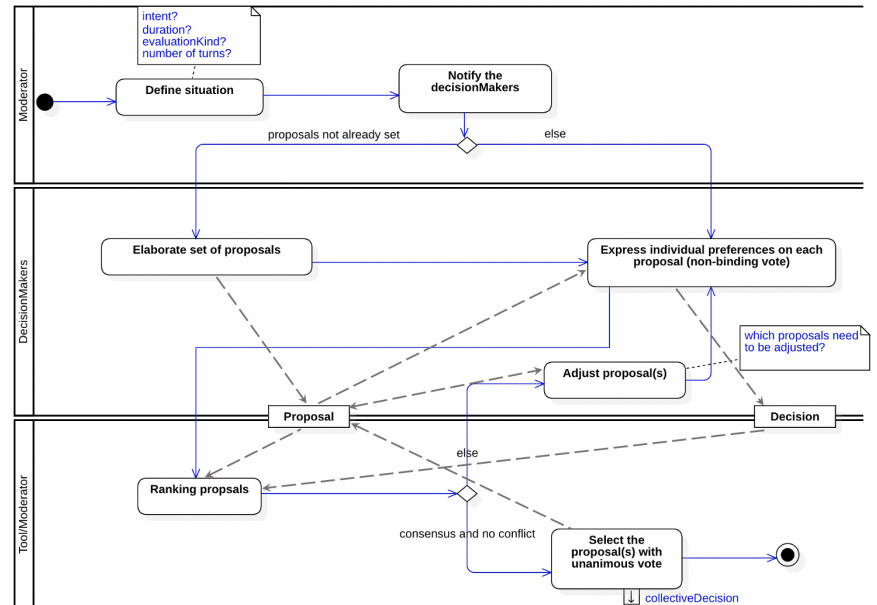 intent?
duration?
evaluationKind?
number of turns?
Moderator
Define situation
Notify the
decisionMakers
proposals not already set
else
DecisionMakers
Elaborate set of proposals
Express individual preferences on each
proposal (non-binding vote)
which proposals need
to be adjusted?
Adjust proposal(s)
Proposal
Decision
Tool/Moderator
else
Ranking propsals
consensus and no conflict
Select the
proposal(s) with
unanimous vote
collectiveDecision